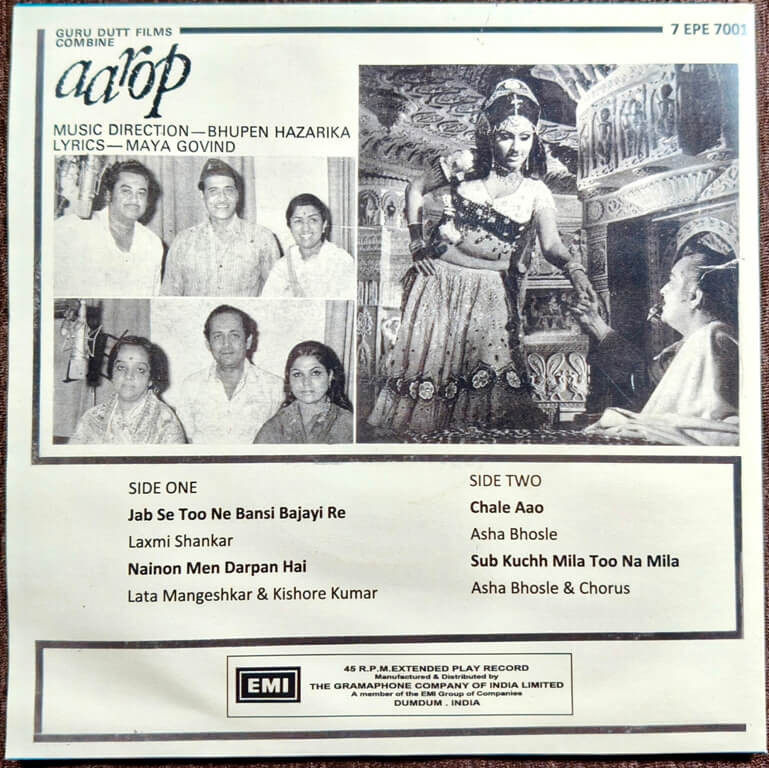 GURU DUTT FILMS
COMBINE
7 EPE 7001
aarop
MUSIC DIRECTION—BHUPEN HAZARIKA
LYRICS—MAYA GOVIND
SIDE ONE
Jab Se Too Ne Bansi Bajayi Re
Laxmi Shankar
Nainon Men Darpan Hai
Lata Mangeshkar & Kishore Kumar
SIDE TWO
Chale Aao
Asha Bhosle
Sub Kuchh Mila Too Na Mila
Asha Bhosle & Chorus
EMI
45 R.P.M.EXTENDED PLAY RECORD
Manufactured & Distributed by
THE GRAMAPHONE COMPANY OF INDIA LIMITED
A member of the EMI Group of Companies
DUMDUM . INDIA